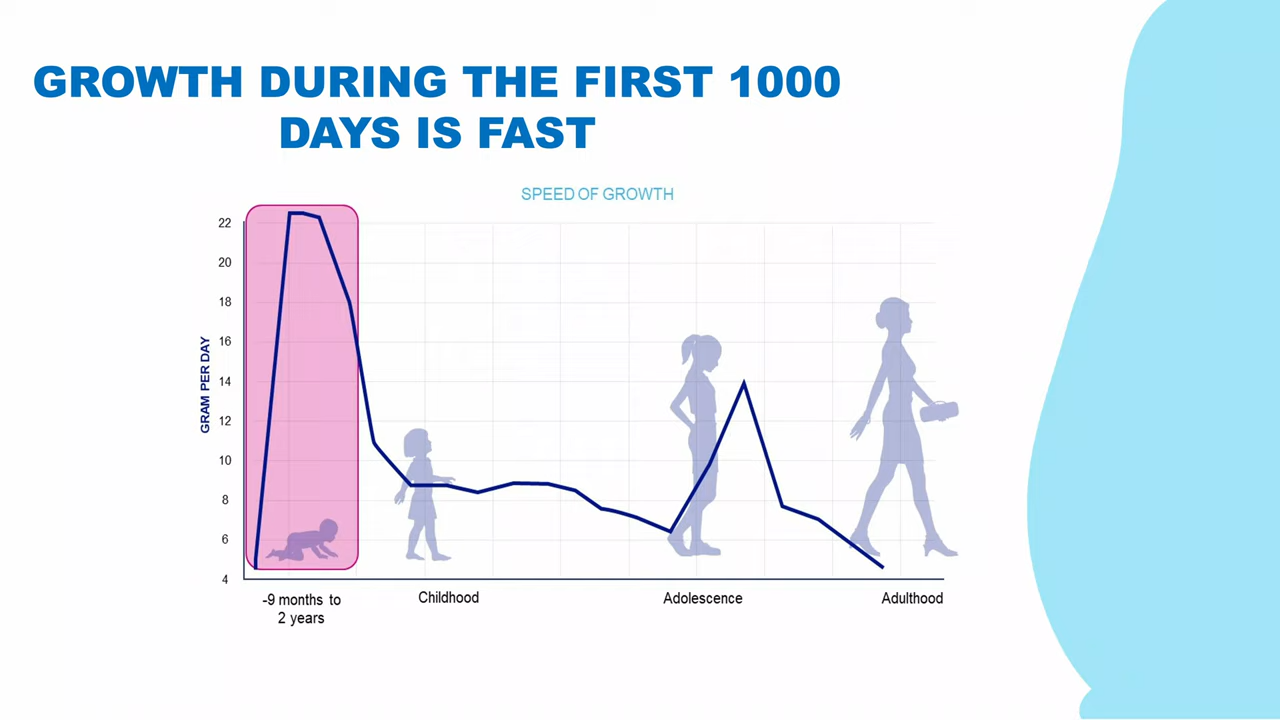 GROWTH DURING THE FIRST 1000
DAYS IS FAST
SPEED OF GROWTH
GRAM PER DAY
22
20
18
16
14
12
10
8
6
4
-9 months to
2 years
Childhood
Adolescence
Adulthood